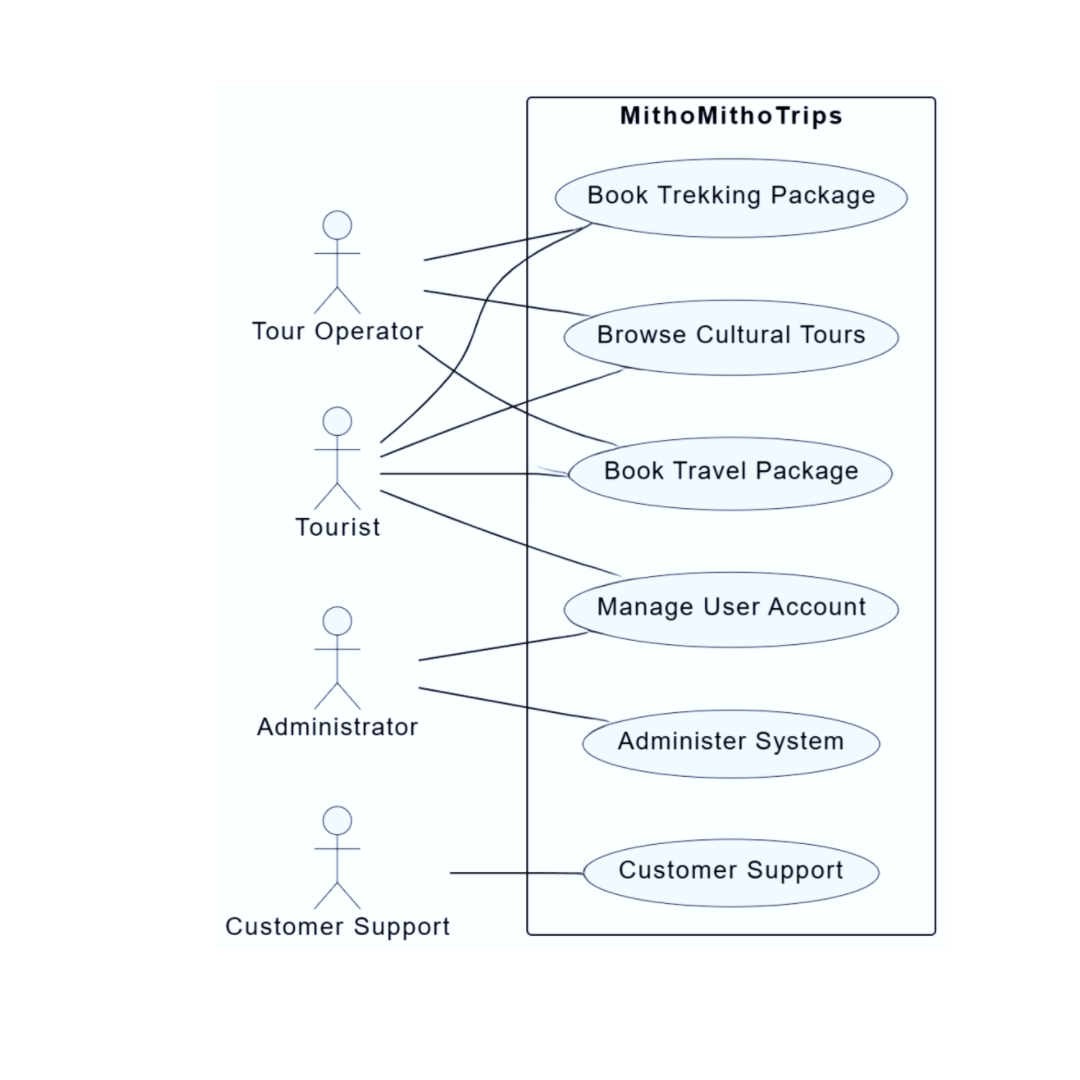 MithoMithoTrips
Book Trekking Package
Tour Operator
Browse Cultural Tours
Book Travel Package
Tourist
Manage User Account
Administrator
Administer System
Customer Support
Customer Support